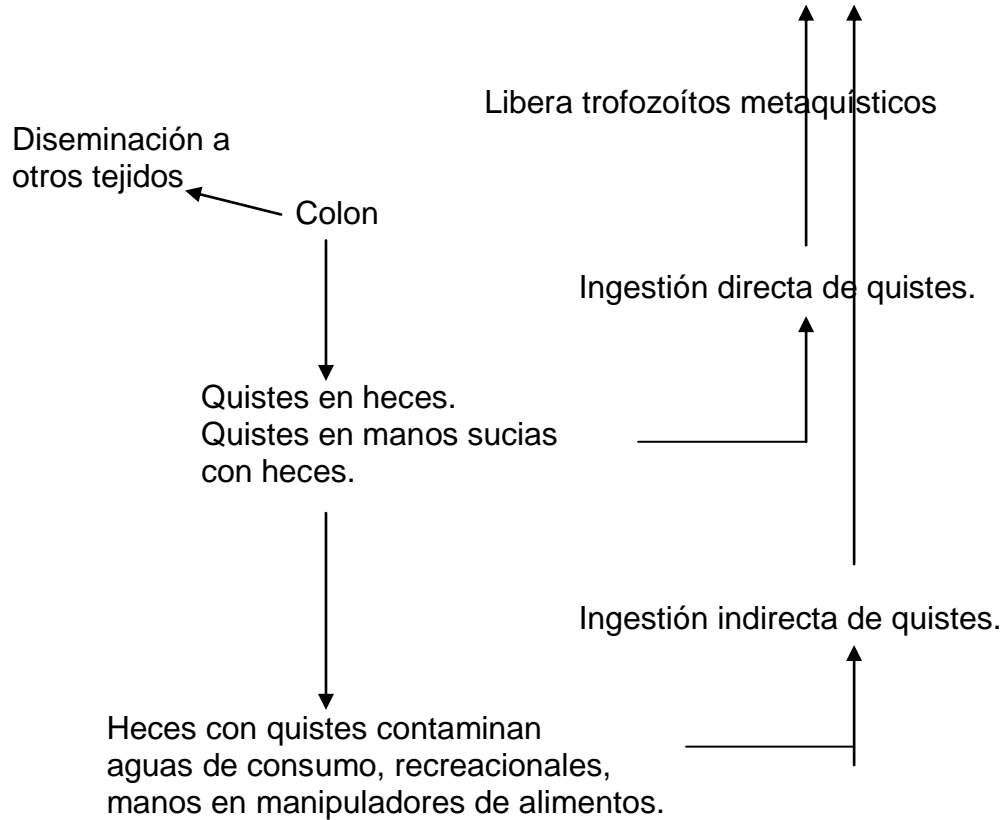 Libera trofozoítos metaquísticos
Diseminación a
otros tejidos
Colon
Ingestión directa de quistes.
Quistes en heces.
Quistes en manos sucias
con heces.
Ingestión indirecta de quistes.
Heces con quistes contaminan
aguas de consumo, recreacionales,
manos en manipuladores de alimentos.